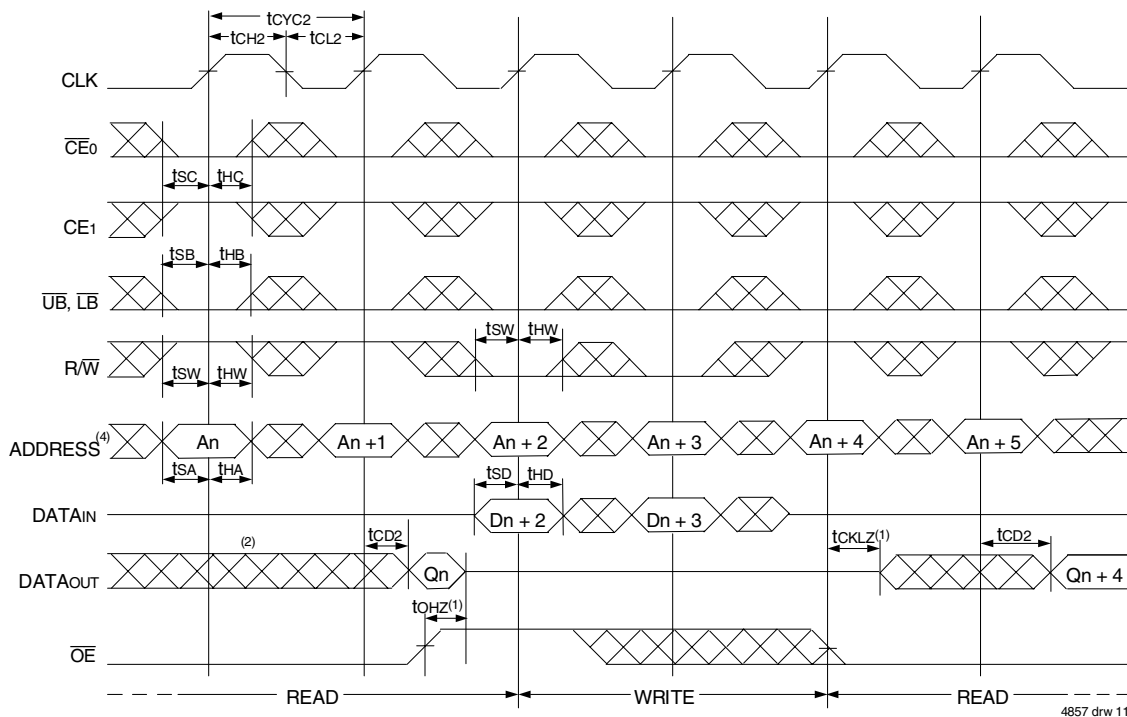 tCYC2
tCH2 tCL2
CLK
CE0
tSC tHC
CE1
tSB tHB
UB, LB
tSW tHW
R/W
tSW tHW
ADDRESS(4) An An +1 An + 2 An + 3 An + 4 An + 5
tSA tHA
tSD tHD
DATAIN Dn + 2 Dn + 3
tCD2 tCKLZ(1) tCD2
(2)
DATAOUT Qn Qn + 4
tOHZ(1)
OE
READ WRITE READ
4857 drw 11